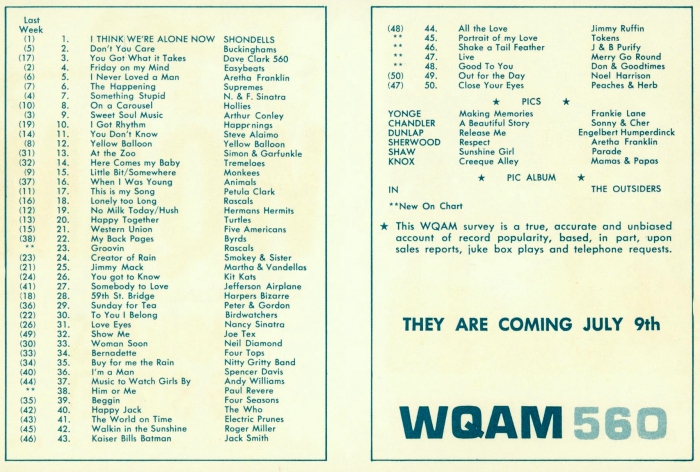 Last
Week
(1) 1. I THINK WE'RE ALONE NOW SHONDELLS
(5) 2. Don't You Care Buckinghams
(17) 3. You Got What it Takes Dave Clark 560
(2) 4. Friday on my Mind Easybeats
(6) 5. I Never Loved a Man Aretha Franklin
(7) 6. The Happening Supremes
(4) 7. Something Stupid N. & F. Sinatra
(10) 8. On a Carousel Hollies
(3) 9. Sweet Soul Music Arthur Conley
(19) 10. I Got Rhythm Happrnings
(14) 11. You Don't Know Steve Alaimo
(8) 12. Yellow Balloon Yellow Balloon
(31) 13. At the Zoo Simon & Garfunkle
(32) 14. Here Comes my Baby Tremeloes
(9) 15. Little Bit/Somewhere Monkees
(37) 16. When I Was Young Animals
(11) 17. This is my Song Petula Clark
(16) 18. Lonely too Long Rascals
(12) 19. No Milk Today/Hush Hermans Hermits
(13) 20. Happy Together Turtles
(15) 21. Western Union Five Americans
(38) 22. My Back Pages Byrds
** 23. Groovin Rascals
(23) 24. Creator of Rain Smokey & Sister
(21) 25. Jimmy Mack Martha & Vandellas
(24) 26. You got to Know Kit Kats
(41) 27. Somebody to Love Jefferson Airplane
(18) 28. 59th St. Bridge Harpers Bizarre
(36) 29. Sunday for Tea Peter & Gordon
(22) 30. To You I Belong Birdwatchers
(26) 31. Love Eyes Nancy Sinatra
(49) 32. Show Me Joe Tex
(30) 33. Woman Soon Neil Diamond
(33) 34. Bernadette Four Tops
(34) 35. Buy for me the Rain Nitty Gritty Band
(40) 36. I'm a Man Spencer Davis
(44) 37. Music to Watch Girls By Andy Williams
** 38. Him or Me Paul Revere
(35) 39. Beggin Four Seasons
(42) 40. Happy Jack The Who
(43) 41. The World on Time Electric Prunes
(45) 42. Walkin in the Sunshine Roger Miller
(46) 43. Kaiser Bills Batman Jack Smith
(48) 44. All the Love Jimmy Ruffin
** 45. Portrait of my Love Tokens
** 46. Shake a Tail Feather J & B Purify
** 47. Live Merry Go Round
** 48. Good To You Don & Goodtimes
(50) 49. Out for the Day Noel Harrison
(47) 50. Close Your Eyes Peaches & Herb
★ PICS ★
YONGE Making Memories Frankie Lane
CHANDLER A Beautiful Story Sonny & Cher
DUNLAP Release Me Engelbert Humperdinck
SHERWOOD Respect Aretha Franklin
SHAW Sunshine Girl Parade
KNOX Creeque Alley Mamas & Papas
★ PIC ALBUM ★
IN THE OUTSIDERS
**New On Chart
★ This WQAM survey is a true, accurate and unbiased
account of record popularity, based, in part, upon
sales reports, juke box plays and telephone requests.
THEY ARE COMING JULY 9th
WQAM 560